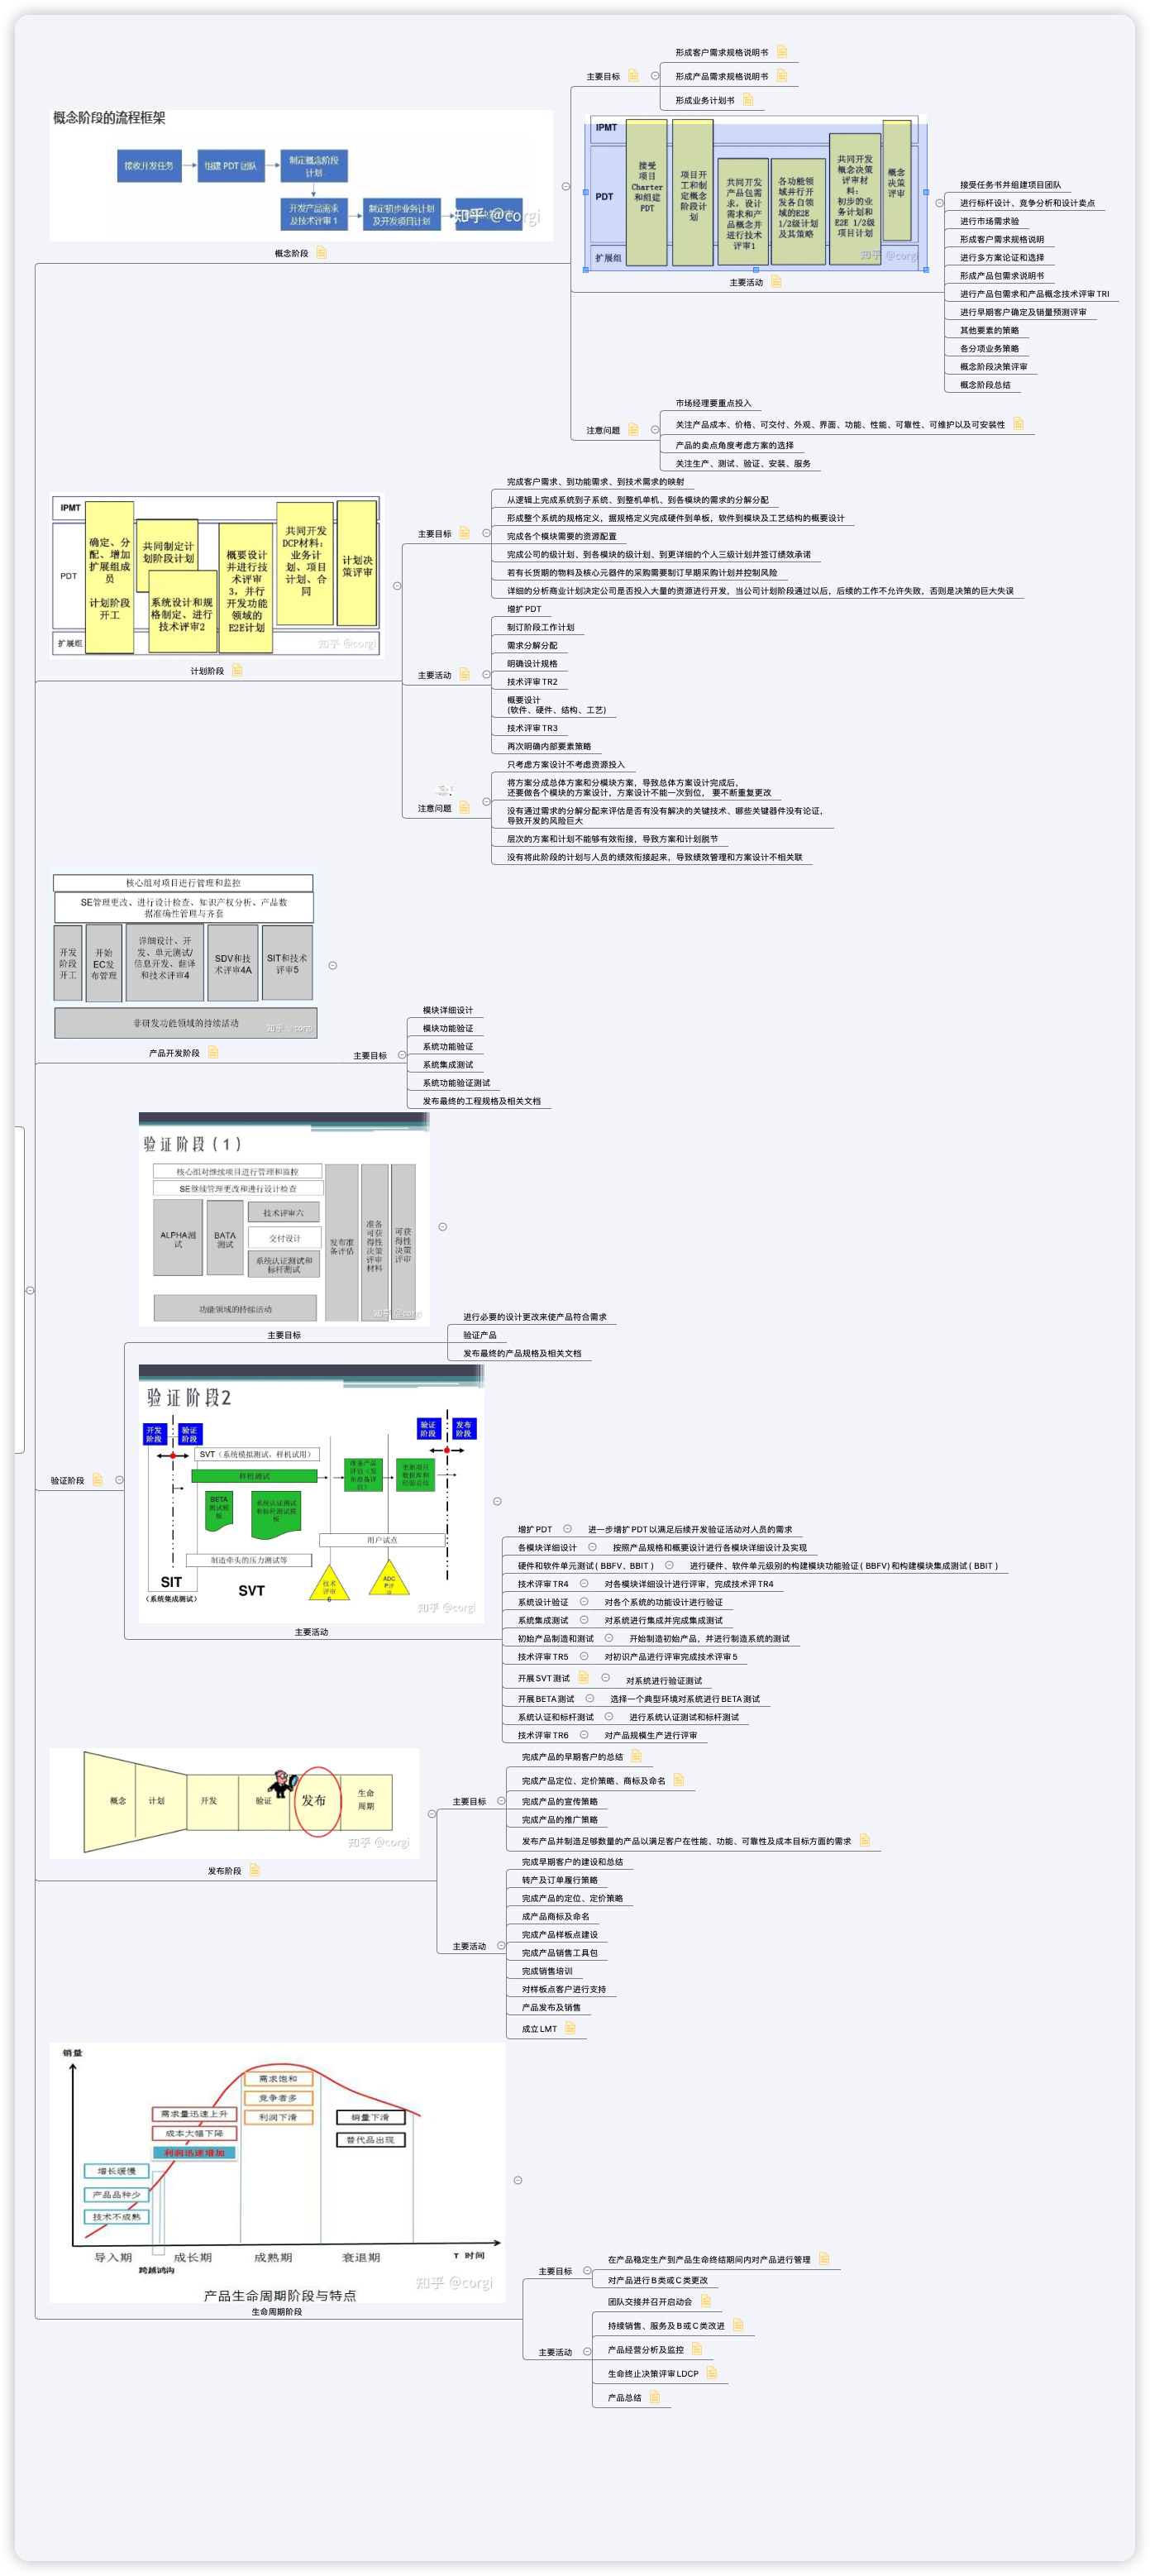 概念阶段的流程框架
接收开发任务
组建 PDT 团队
制定概念阶段
计划
开发产品需求
及技术评审 1
制定初步业务计划
及开发项目计划
知乎 @corgi
概念阶段
主要目标
形成客户需求规格说明书
形成产品需求规格说明书
形成业务计划书
IPMT
PDT
扩展组
接受
项目
Charter
和组建
PDT
项目开
工和制
定概念
阶段计
划
共同开发
产品包需
求，设计
需求和产
品概念并
进行技术
评审1
各功能领
域并行开
发各自领
域的E2E
1/2级计划
及其策略
共同开发
概念决策
评审材
料：
初步的业
务计划和
E2E 1/2级
项目计划
概念
决策
评审
知乎 @corgi
主要活动
接受任务书并组建项目团队
进行标杆设计、竞争分析和设计卖点
进行市场需求验
形成客户需求规格说明
进行多方案论证和选择
形成产品包需求说明书
进行产品包需求和产品概念技术评审 TRI
进行早期客户确定及销量预测评审
其他要素的策略
各分项业务策略
概念阶段决策评审
概念阶段总结
注意问题
市场经理要重点投入
关注产品成本、价格、可交付、外观、界面、功能、性能、可靠性、可维护以及可安装性
产品的卖点角度考虑方案的选择
关注生产、测试、验证、安装、服务
IPMT
PDT
扩展组
确定、分
配、增加
扩展组成
员
计划阶段
开工
共同制定计
划阶段计划
系统设计和规
格制定、进行
技术评审2
概要设计
并进行技
术评审
3，并行
开发功能
领域的
E2E计划
共同开发
DCP材料：
业务计
划、项目
计划、合
同
计划决
策评审
知乎 @corgi
计划阶段
主要目标
完成客户需求、到功能需求、到技术需求的映射
从逻辑上完成系统到子系统、到整机单机、到各模块的需求的分解分配
形成整个系统的规格定义，据规格定义完成硬件到单板，软件到模块及工艺结构的概要设计
完成各个模块需要的资源配置
完成公司的级计划、到各模块的级计划、到更详细的个人三级计划并签订绩效承诺
若有长货期的物料及核心元器件的采购需要制订早期采购计划并控制风险
详细的分析商业计划决定公司是否投入大量的资源进行开发，当公司计划阶段通过以后，后续的工作不允许失败，否则是决策的巨大失误
主要活动
增扩 PDT
制订阶段工作计划
需求分解分配
明确设计规格
技术评审 TR2
概要设计
(软件、硬件、结构、工艺)
技术评审 TR3
再次明确内部要素策略
注意问题
只考虑方案设计不考虑资源投入
将方案分成总体方案和分模块方案，导致总体方案设计完成后，
还要做各个模块的方案设计，方案设计不能一次到位， 要不断重复更改
没有通过需求的分解分配来评估是否有没有解决的关键技术、哪些关键器件没有论证，
导致开发的风险巨大
层次的方案和计划不能够有效衔接，导致方案和计划脱节
没有将此阶段的计划与人员的绩效衔接起来，导致绩效管理和方案设计不相关联
核心组对项目进行管理和监控
SE管理更改、进行设计检查、知识产权分析、产品数
据准确性管理与齐套
开发
阶段
开工
开始
EC发
布管理
详细设计、开
发、单元测试/
信息开发、翻译
和技术评审4
SDV和技
术评审4A
SIT和技术
评审5
非研发功能领域的持续活动
知乎 @corgi
产品开发阶段
主要目标
模块详细设计
模块功能验证
系统功能验证
系统集成测试
系统功能验证测试
发布最终的工程规格及相关文档
验证阶段（1）
核心组对继续项目进行管理和监控
SE继续管理更改和进行设计检查
ALPHA测
试
BATA
测试
技术评审六
交付设计
系统认证测试和
标杆测试
发布准
备评估
准备
可获
得性
决策
评审
材料
可获
得性
决策
评审
功能领域的持续活动
知乎 @corgi
主要目标
进行必要的设计更改来使产品符合需求
验证产品
发布最终的产品规格及相关文档
验证阶段2
开发
阶段
验证
阶段
验证
阶段
发布
阶段
SVT（系统模拟测试，样机试用）
样机测试
BETA
测试模
板
系统认证测试
和标杆测试模
板
准备产品
评估（发
布准备评
估）
更新项目
数据库和
经验总结
用户试点
制造牵头的压力测试等
SIT
（系统集成测试）
SVT
技术
评审
6
ADC
P评
审
知乎 @corgi
验证阶段
主要活动
增扩 PDT 进一步增扩 PDT 以满足后续开发验证活动对人员的需求
各模块详细设计 按照产品规格和概要设计进行各模块详细设计及实现
硬件和软件单元测试 ( BBFV、BBIT ) 进行硬件、软件单元级别的构建模块功能验证 ( BBFV) 和构建模块集成测试 ( BBIT )
技术评审 TR4 对各模块详细设计进行评审，完成技术评 TR4
系统设计验证 对各个系统的功能设计进行验证
系统集成测试 对系统进行集成并完成集成测试
初始产品制造和测试 开始制造初始产品，并进行制造系统的测试
技术评审 TR5 对初识产品进行评审完成技术评审 5
开展 SVT 测试 对系统进行验证测试
开展 BETA 测试 选择一个典型环境对系统进行 BETA 测试
系统认证和标杆测试 进行系统认证测试和标杆测试
技术评审 TR6 对产品规模生产进行评审
概念
计划
开发
验证
发布
生命
周期
知乎 @corgi
发布阶段
主要目标
完成产品的早期客户的总结
完成产品定位、定价策略、商标及命名
完成产品的宣传策略
完成产品的推广策略
发布产品并制造足够数量的产品以满足客户在性能、功能、可靠性及成本目标方面的需求
主要活动
完成早期客户的建设和总结
转产及订单履行策略
完成产品的定位、定价策略
成产品商标及命名
完成产品样板点建设
完成产品销售工具包
完成销售培训
对样板点客户进行支持
产品发布及销售
成立 LMT
销量
需求饱和
竞争者多
利润下滑
需求量迅速上升
成本大幅下降
利润迅速增加
销量下滑
替代品出现
增长缓慢
产品品种少
技术不成熟
导入期
成长期
成熟期
衰退期
T 时间
跨越鸿沟
知乎 @corgi
产品生命周期阶段与特点
生命周期阶段
主要目标
在产品稳定生产到产品生命终结期间内对产品进行管理
对产品进行 B 类或 C 类更改
主要活动
团队交接并召开启动会
持续销售、服务及 B 或 C 类改进
产品经营分析及监控
生命终止决策评审 LDCP
产品总结